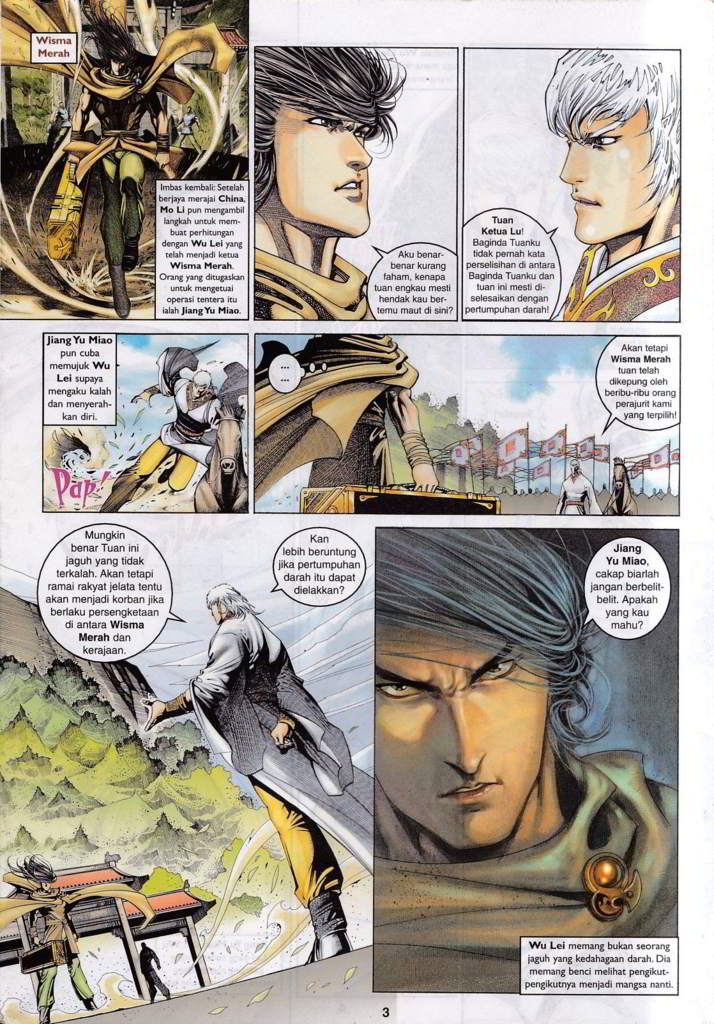 Wisma
Merah
Imbas kembali: Setelah
berjaya merajai China,
Mo Li pun mengambil
langkah untuk mem-
buat perhitungan
dengan Wu Lei yang
telah menjadi ketua
Wisma Merah.
Orang yang ditugaskan
untuk mengetuai
operasi tentera itu
ialah Jiang Yu Miao.
Aku benar-
benar kurang
faham, kenapa
tuan engkau mesti
hendak kau ber-
temu maut di sini?
Tuan
Ketua Lu!
Baginda Tuanku
tidak pernah kata
perselisihan di antara
Baginda Tuanku dan
tuan ini mesti di-
selesaikan dengan
pertumpuhan darah!
Jiang Yu Miao
pun cuba
memujuk Wu
Lei supaya
mengaku kalah
dan menyerah-
kan diri.
Pap!
... ...
...
Akan tetapi
Wisma Merah
tuan telah
dikepung oleh
beribu-ribu orang
perajurit kami
yang terpilih!
Mungkin
benar Tuan ini
jaguh yang tidak
terkalah. Akan tetapi
ramai rakyat jelata tentu
akan menjadi korban jika
berlaku persengketaan
di antara Wisma
Merah dan
kerajaan.
Kan
lebih beruntung
jika pertumpuhan
darah itu dapat
dielakkan?
Jiang
Yu Miao,
cakap biarlah
jangan berbelit-
belit. Apakah
yang kau
mahu?
Wu Lei memang bukan seorang
jaguh yang kedahagaan darah. Dia
memang benci melihat pengikut-
pengikutnya menjadi mangsa nanti.
3